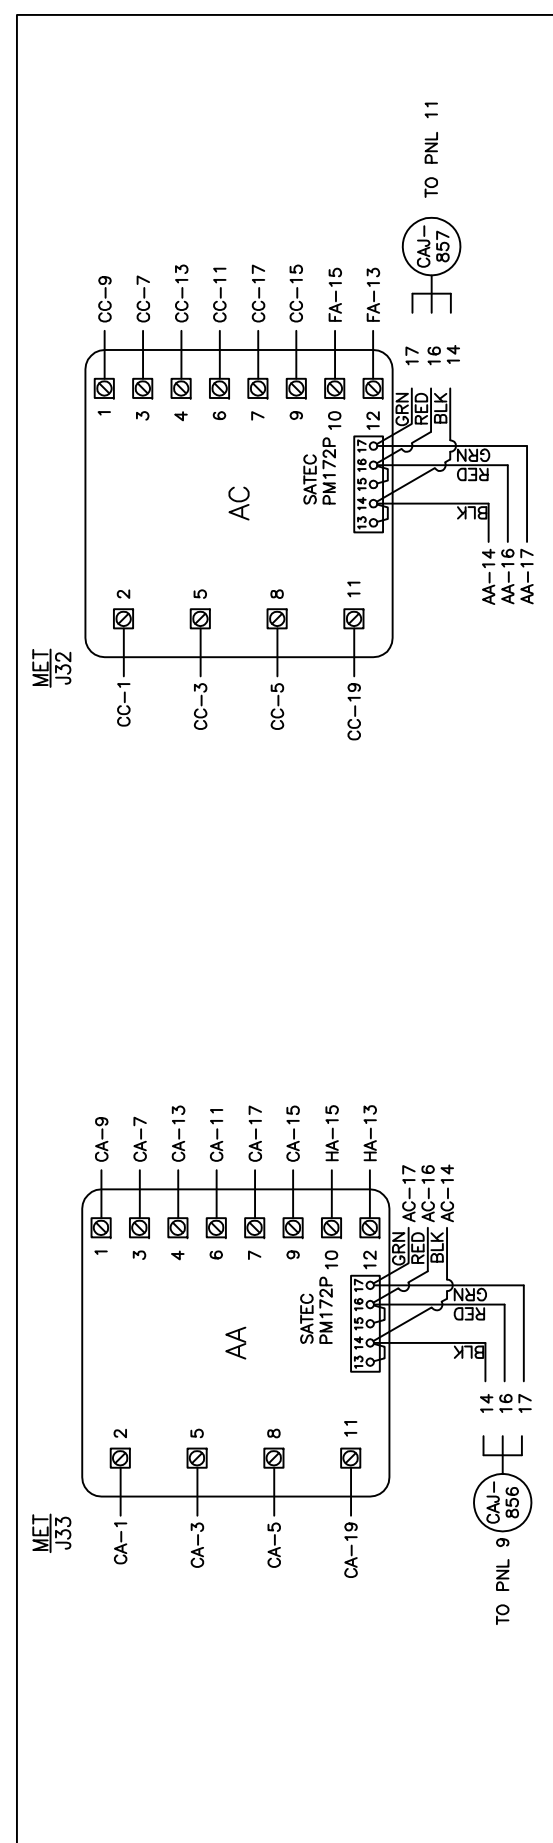 MET
J33
CA-1
CA-3
CA-5
CA-19
2
5
8
11
AA
SATEC
PM172P
1
3
4
6
7
9
10
12
CA-9
CA-7
CA-13
CA-11
CA-17
CA-15
HA-15
HA-13
13 14 15 16 17
GRN AC-17
RED AC-16
BLK AC-14
BLK
RED
GRN
14
16
17
CAJ-
856
TO PNL 9
MET
J32
CC-1
CC-3
CC-5
CC-19
2
5
8
11
AC
SATEC
PM172P
1
3
4
6
7
9
10
12
CC-9
CC-7
CC-13
CC-11
CC-17
CC-15
FA-15
FA-13
13 14 15 16 17
GRN 17
RED 16
BLK 14
BLK
RED
GRN
AA-14
AA-16
AA-17
CAJ-
857
TO PNL 11